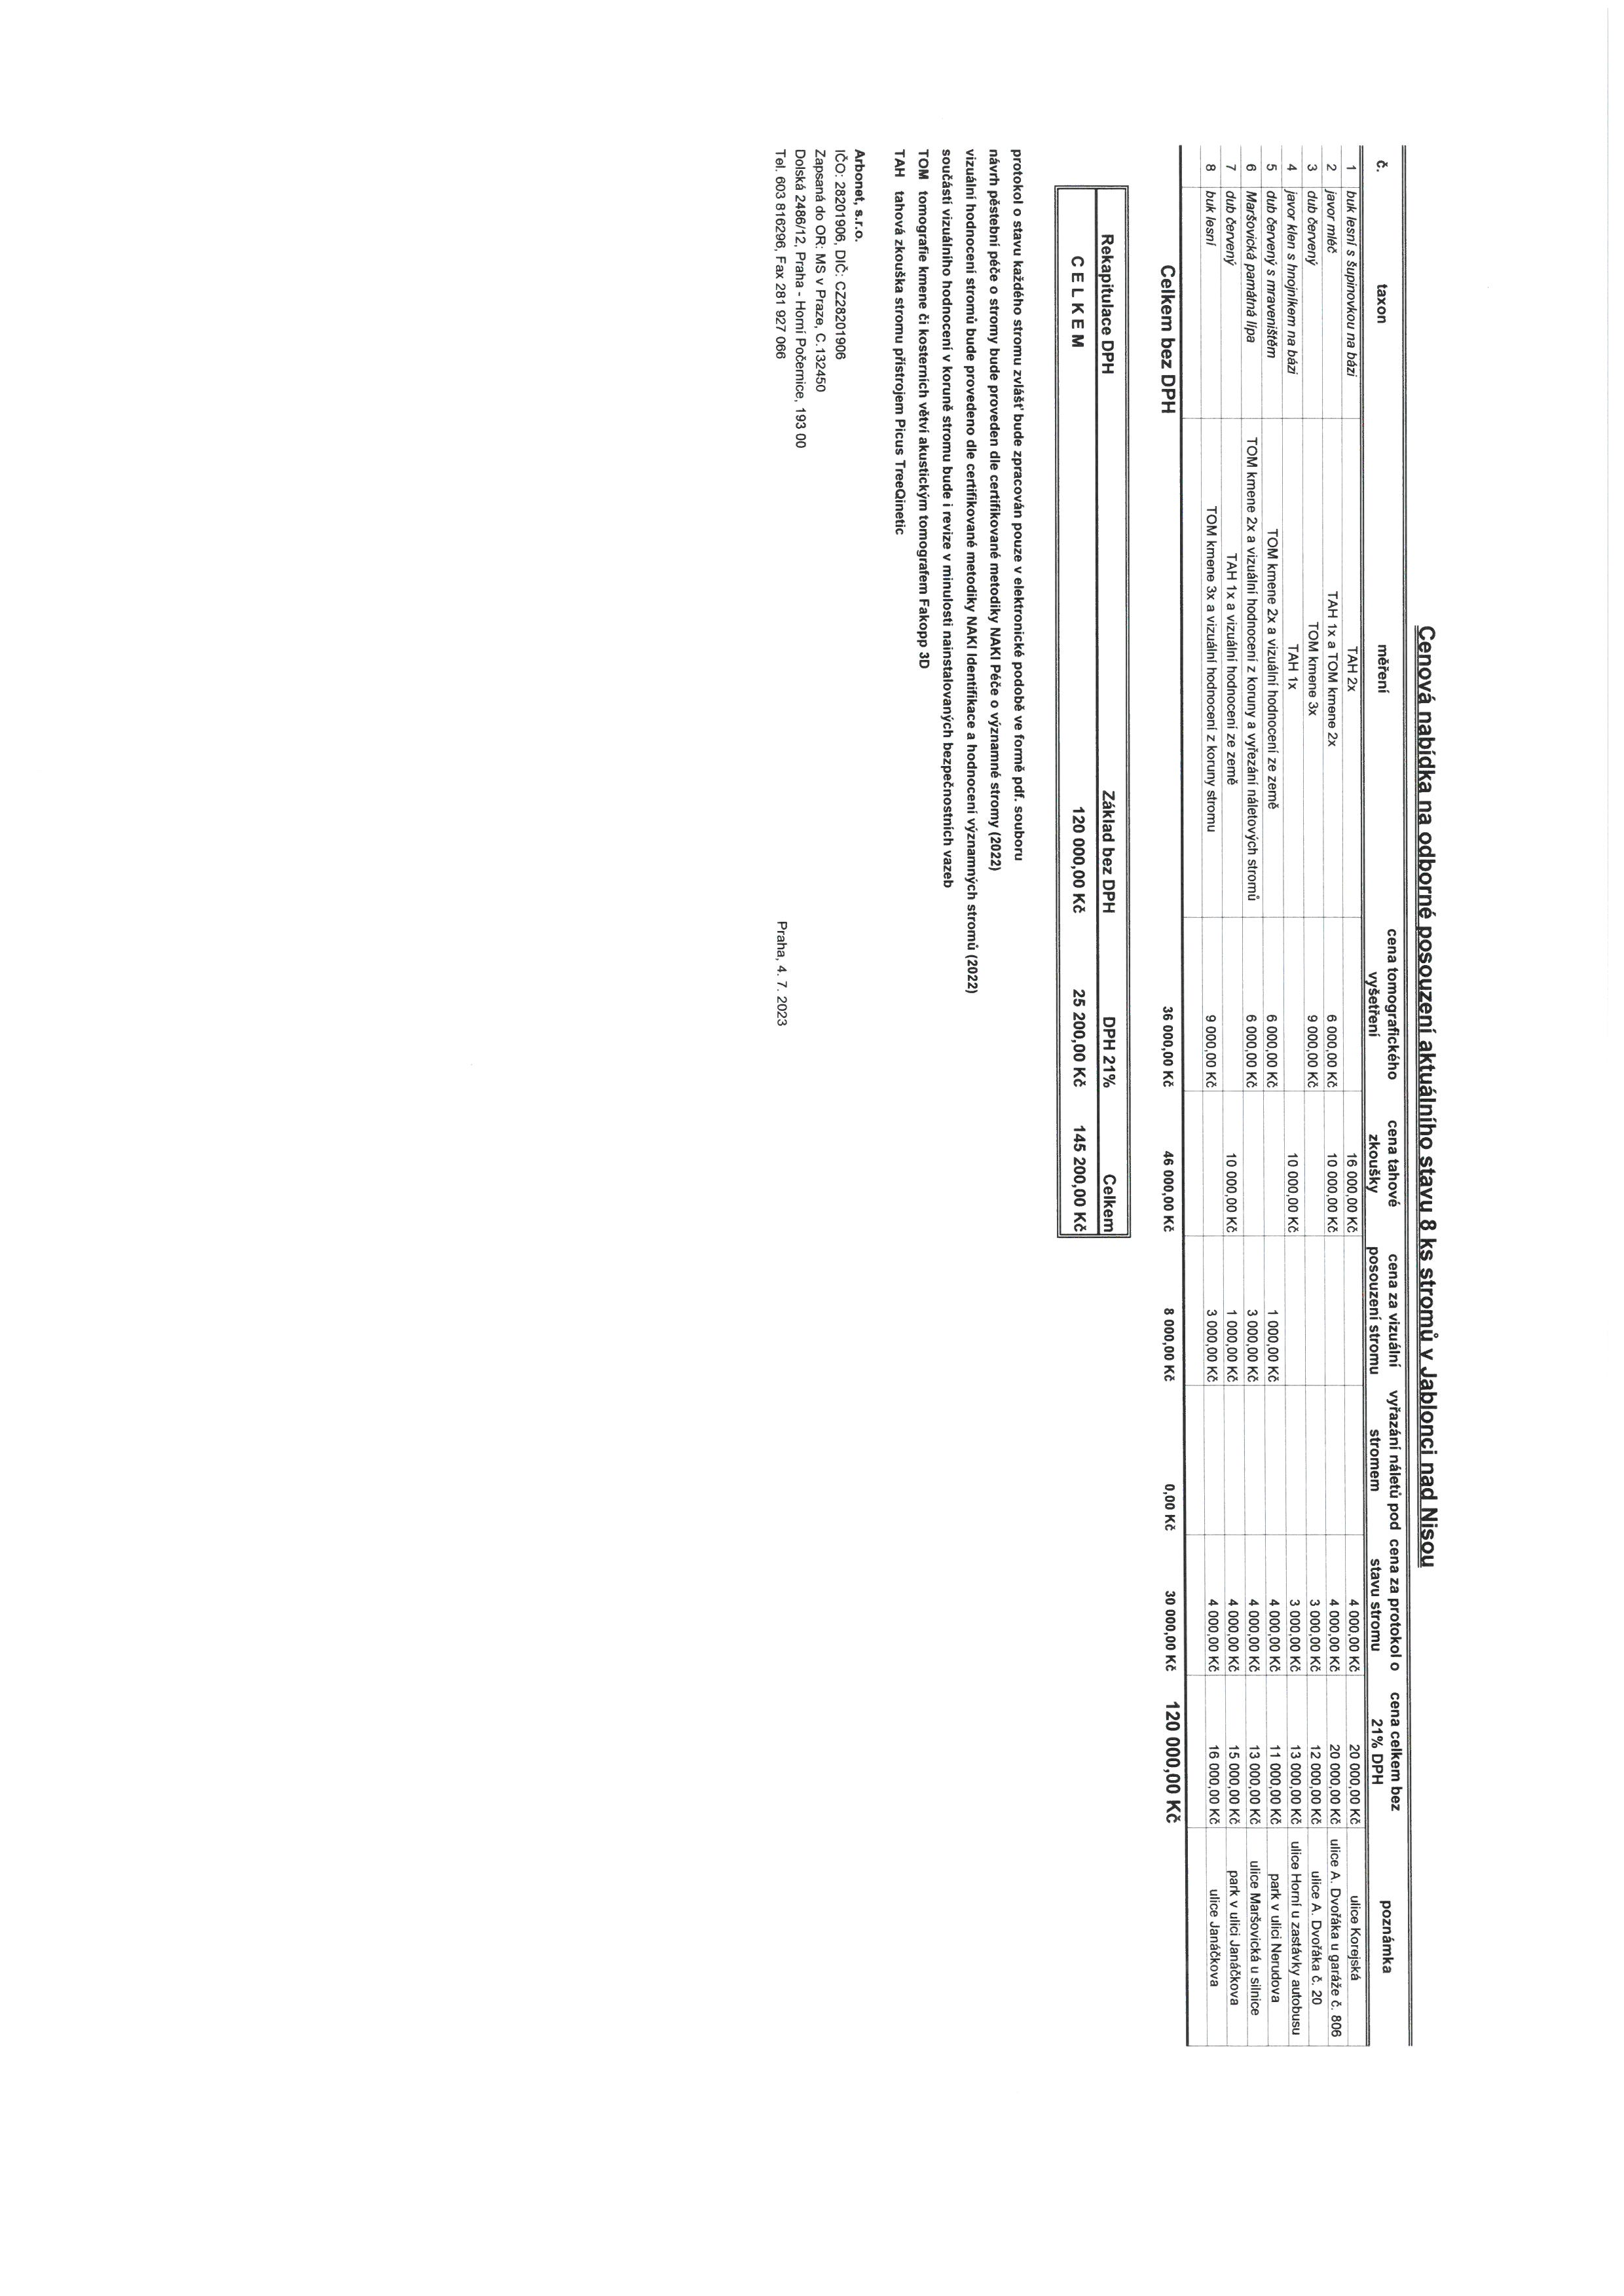 Cenová nabídka na odborné posouzení aktuálního stavu 8 ks stromů v Jablonci nad Nisou
č. taxon měření cena tomografického vyšetření cena tahové zkoušky cena za vizuální posouzení stromu vyřazání náletů pod stromem cena za protokol o stavu stromu cena celkem bez 21% DPH poznámka
1 buk lesní s šupinovkou na bázi TAH 2x 16 000,00 Kč 4 000,00 Kč 20 000,00 Kč ulice Korejská
2 javor mléč TAH 1x a TOM kmene 2x 6 000,00 Kč 10 000,00 Kč 4 000,00 Kč 20 000,00 Kč ulice A. Dvořáka u garáže č. 806
3 dub červený TOM kmene 3x 9 000,00 Kč 3 000,00 Kč 12 000,00 Kč ulice A. Dvořáka č. 20
4 javor klen s hnojníkem na bázi TAH 1x 10 000,00 Kč 3 000,00 Kč 13 000,00 Kč ulice Horní u zastávky autobusu
5 dub červený s mraveništěm TOM kmene 2x a vizuální hodnocení ze země 6 000,00 Kč 1 000,00 Kč 4 000,00 Kč 11 000,00 Kč park v ulici Nerudova
6 Maršovická památná lípa TOM kmene 2x a vizuální hodnocení z koruny a vyřezání náletových stromů 6 000,00 Kč 3 000,00 Kč 4 000,00 Kč 13 000,00 Kč ulice Maršovická u silnice
7 dub červený TAH 1x a vizuální hodnocení ze země 10 000,00 Kč 1 000,00 Kč 4 000,00 Kč 15 000,00 Kč park v ulici Janáčkova
8 buk lesní TOM kmene 3x a vizuální hodnocení z koruny stromu 9 000,00 Kč 3 000,00 Kč 4 000,00 Kč 16 000,00 Kč ulice Janáčkova
Celkem bez DPH 36 000,00 Kč 46 000,00 Kč 8 000,00 Kč 0,00 Kč 30 000,00 Kč 120 000,00 Kč
Rekapitulace DPH Základ bez DPH DPH 21% Celkem
C E L K E M 120 000,00 Kč 25 200,00 Kč 145 200,00 Kč
protokol o stavu každého stromu zvlášť bude zpracován pouze v elektronické podobě ve formě pdf. souboru
návrh pěstební péče o stromy bude proveden dle certifikované metodiky NAKI Péče o významné stromy (2022)
vizuální hodnocení stromů bude provedeno dle certifikované metodiky NAKI Identifikace a hodnocení významných stromů (2022)
součástí vizuálního hodnocení v koruně stromu bude i revize v minulosti nainstalovaných bezpečnostních vazeb
TOM tomografie kmene či kosterních větví akustickým tomografem Fakopp 3D
TAH tahová zkouška stromu přístrojem Picus TreeQinetic
Arbonet, s.r.o.
IČO: 28201906, DIČ: CZ28201906
Zapsaná do OR: MS v Praze, C.132450
Dolská 2486/12, Praha - Horní Počernice, 193 00
Tel. 603 816296, Fax 281 927 066 Praha, 4. 7. 2023